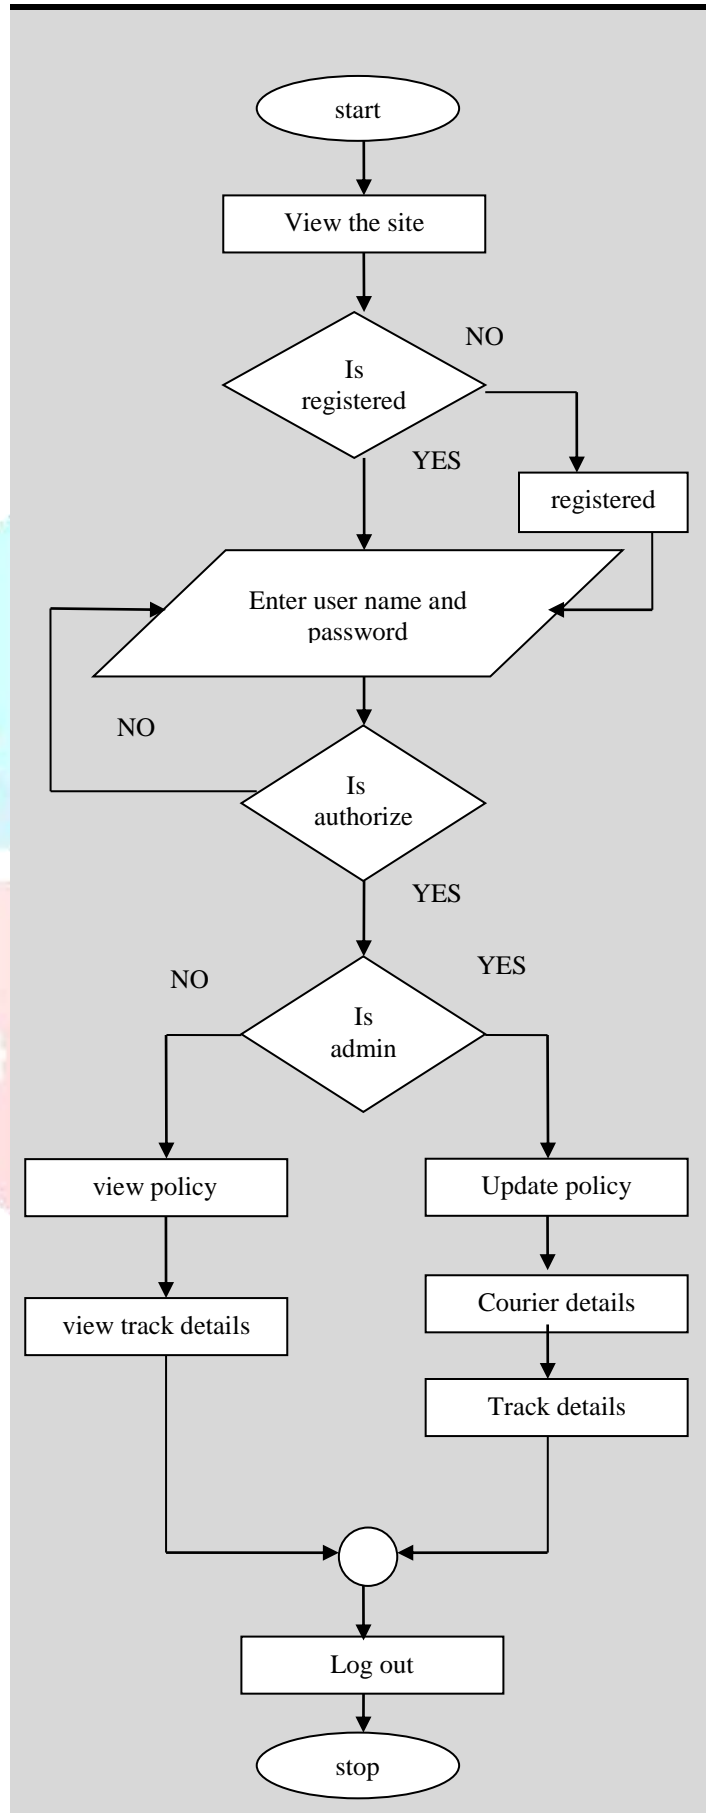 start
View the site
NO
Is
registered
YES
registered
Enter user name and
password
NO
Is
authorize
YES
NO
YES
Is
admin
view policy
Update policy
Courier details
view track details
Track details
Log out
stop